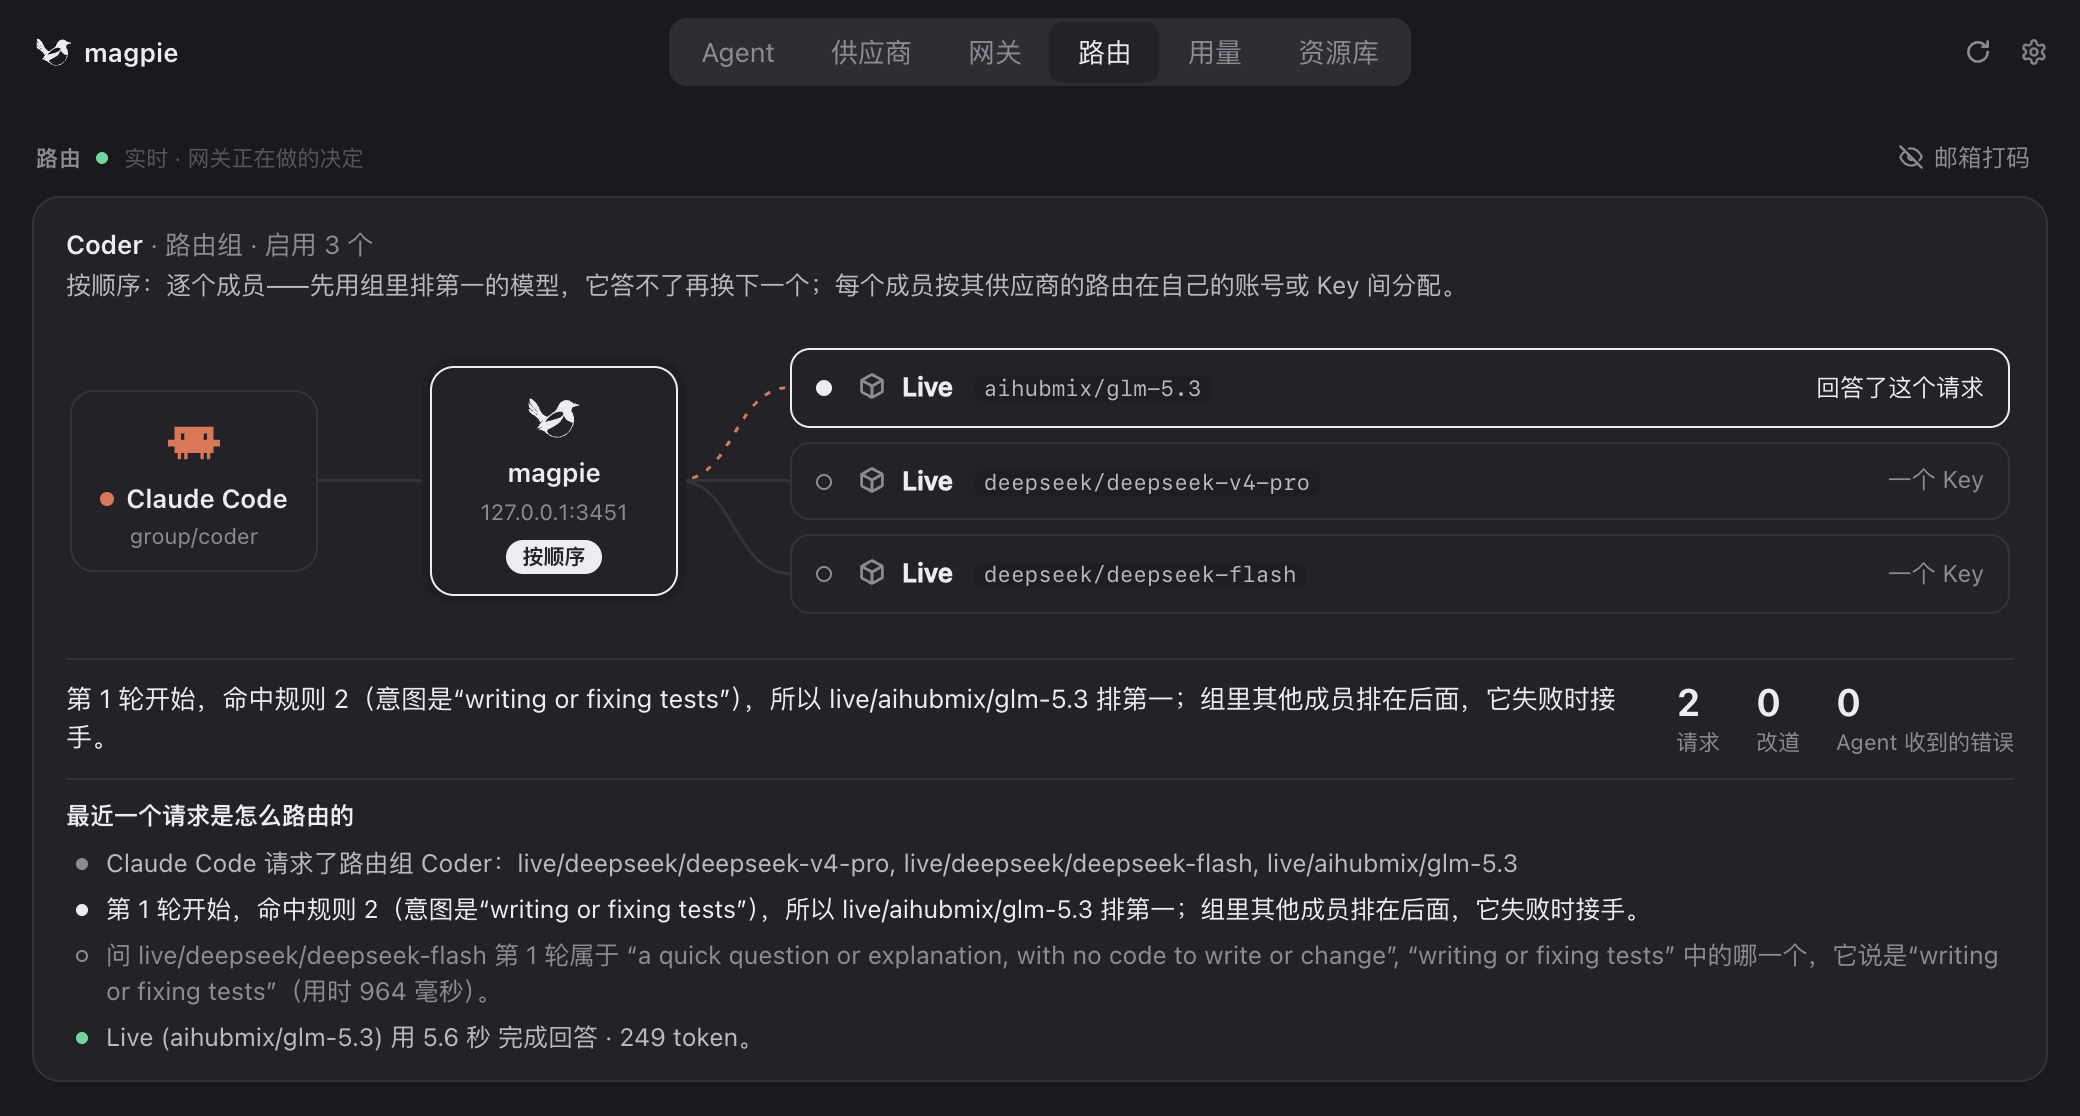 magpie
Agent 供应商 网关 路由 用量 资源库
路由 实时 · 网关正在做的决定
邮箱打码
Coder · 路由组 · 启用 3 个
按顺序：逐个成员——先用组里排第一的模型，它答不了再换下一个；每个成员按其供应商的路由在自己的账号或 Key 间分配。
Claude Code
group/coder
magpie
127.0.0.1:3451
按顺序
Live aihubmix/glm-5.3 回答了这个请求
Live deepseek/deepseek-v4-pro 一个 Key
Live deepseek/deepseek-flash 一个 Key
第 1 轮开始，命中规则 2（意图是“writing or fixing tests”），所以 live/aihubmix/glm-5.3 排第一；组里其他成员排在后面，它失败时接
手。
2 0 0
请求 改道 Agent 收到的错误
最近一个请求是怎么路由的
Claude Code 请求了路由组 Coder：live/deepseek/deepseek-v4-pro, live/deepseek/deepseek-flash, live/aihubmix/glm-5.3
第 1 轮开始，命中规则 2（意图是“writing or fixing tests”），所以 live/aihubmix/glm-5.3 排第一；组里其他成员排在后面，它失败时接手。
问 live/deepseek/deepseek-flash 第 1 轮属于 “a quick question or explanation, with no code to write or change”, “writing or fixing tests” 中的哪一个，它说是“writing
or fixing tests”（用时 964 毫秒）。
Live (aihubmix/glm-5.3) 用 5.6 秒 完成回答 · 249 token。